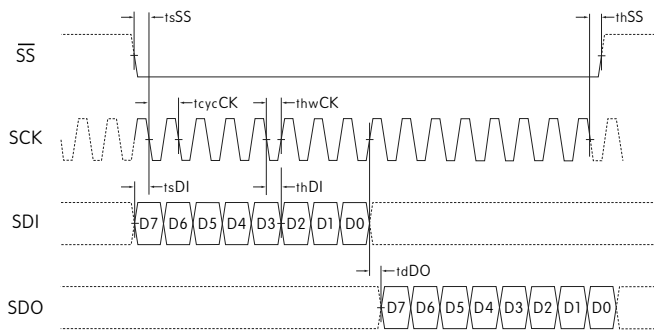 tsSS
thSS
SS
tcycCK
thwCK
SCK
tsDI
thDI
SDI
D7 D6 D5 D4 D3 D2 D1 D0
tdDO
SDO
D7 D6 D5 D4 D3 D2 D1 D0